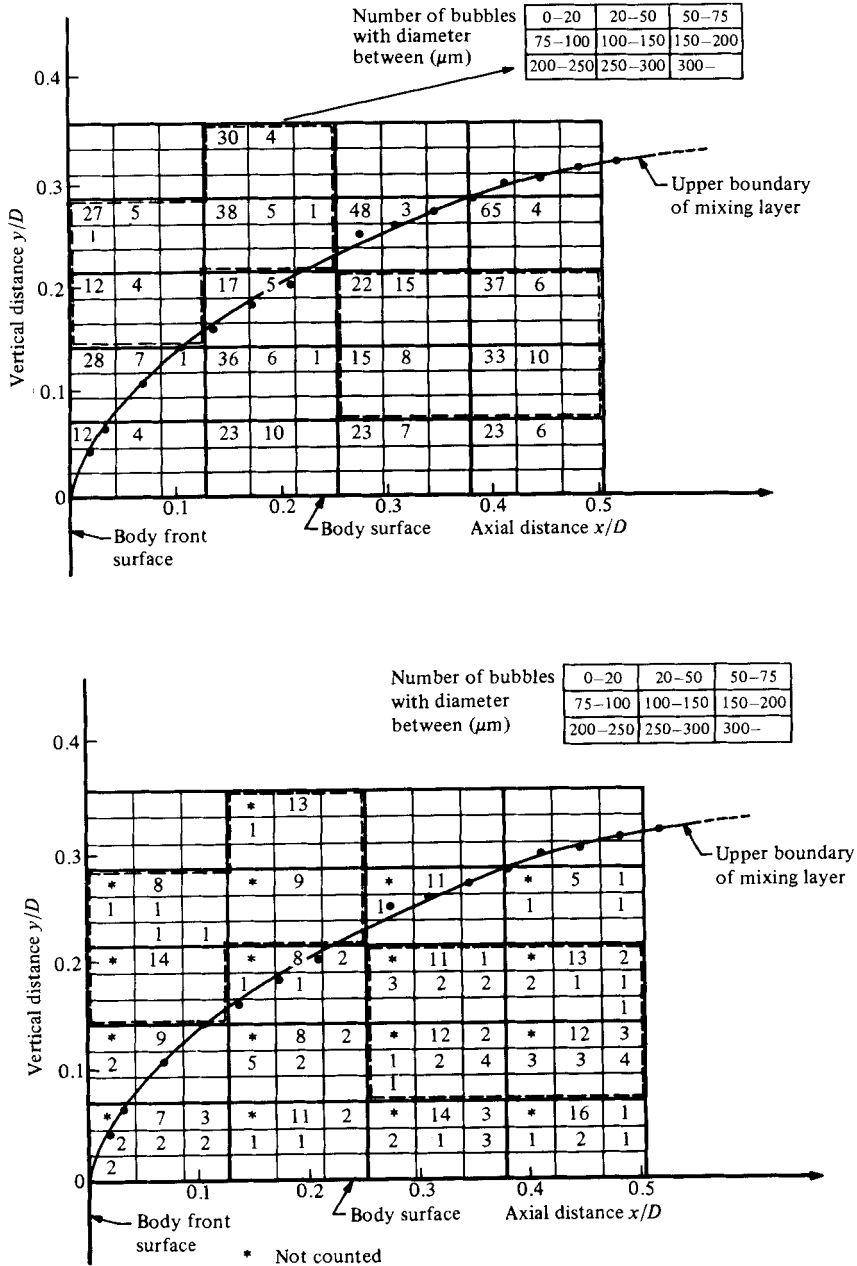 Number of bubbles
with diameter
between (μm)
0–20 20–50 50–75
75–100 100–150 150–200
200–250 250–300 300–
0.4
30 4
0.3
27 5 38 5 1 48 3 65 4
1
Upper boundary
of mixing layer
Vertical distance y/D
0.2
12 4 17 5 22 15 37 6
28 7 1 36 6 1 15 8 33 10
0.1
12 4 23 10 23 7 23 6
0
0.1 0.2 0.3 0.4 0.5
Body front
surface
Body surface
Axial distance x/D
Number of bubbles
with diameter
between (μm)
0–20 20–50 50–75
75–100 100–150 150–200
200–250 250–300 300–
0.4
* 13
1
0.3
Upper boundary
of mixing layer
* 8 * 9 * 11 * 5 1
1 1 1 1 1
1 1
Vertical distance y/D
0.2
* 14 * 8 2 * 11 1 * 13 2
1 1 3 2 2 2 1 1
1
* 9 * 8 2 * 12 2 * 12 3
2 5 2 1 2 4 3 3 4
0.1
1
* 7 3 * 11 2 * 14 3 * 16 1
2 2 2 1 1 2 1 3 1 2 1
2
0
0.1 0.2 0.3 0.4 0.5
Body front
surface
Body surface
Axial distance x/D
* Not counted